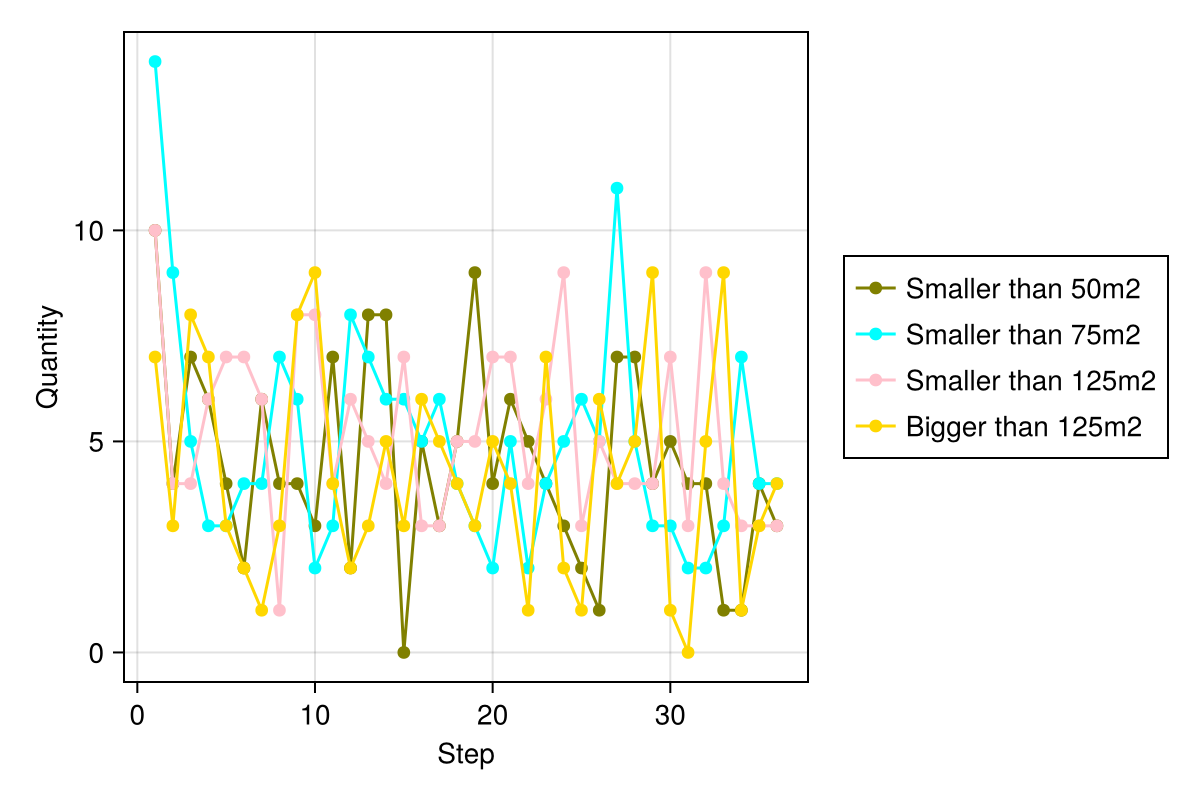 10
5
0
Quantity
0 10 20 30
Step
Smaller than 50m2
Smaller than 75m2
Smaller than 125m2
Bigger than 125m2